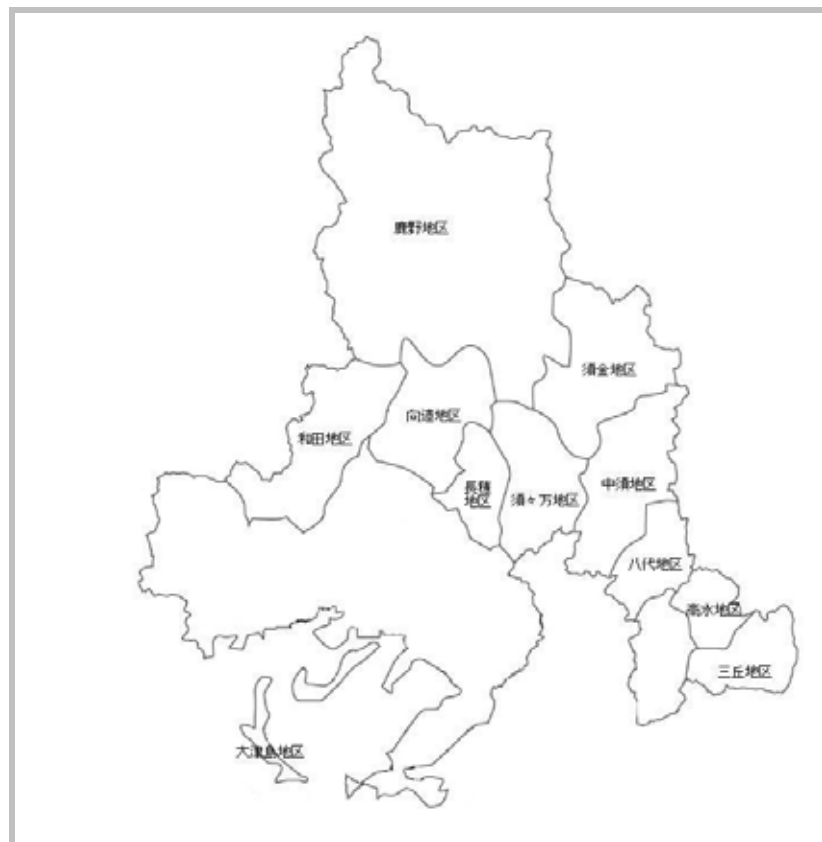 鹿野地区
須金地区
向道地区
和田地区
長穂
地区
須々万地区
中須地区
八代地区
高水地区
三丘地区
大津島地区